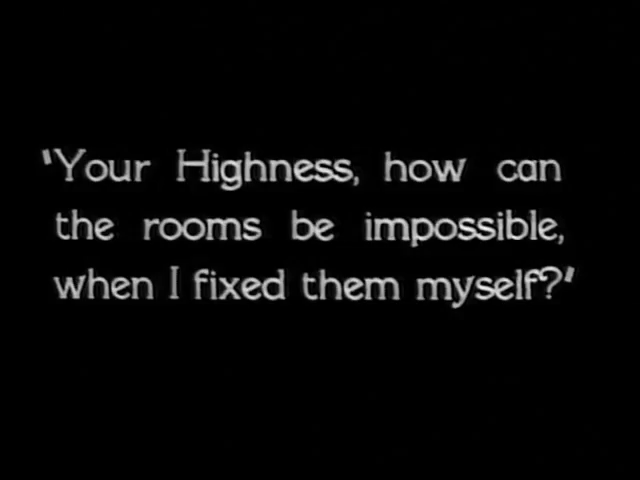 'Your Highness, how can
the rooms be impossible,
when I fixed them myself?'